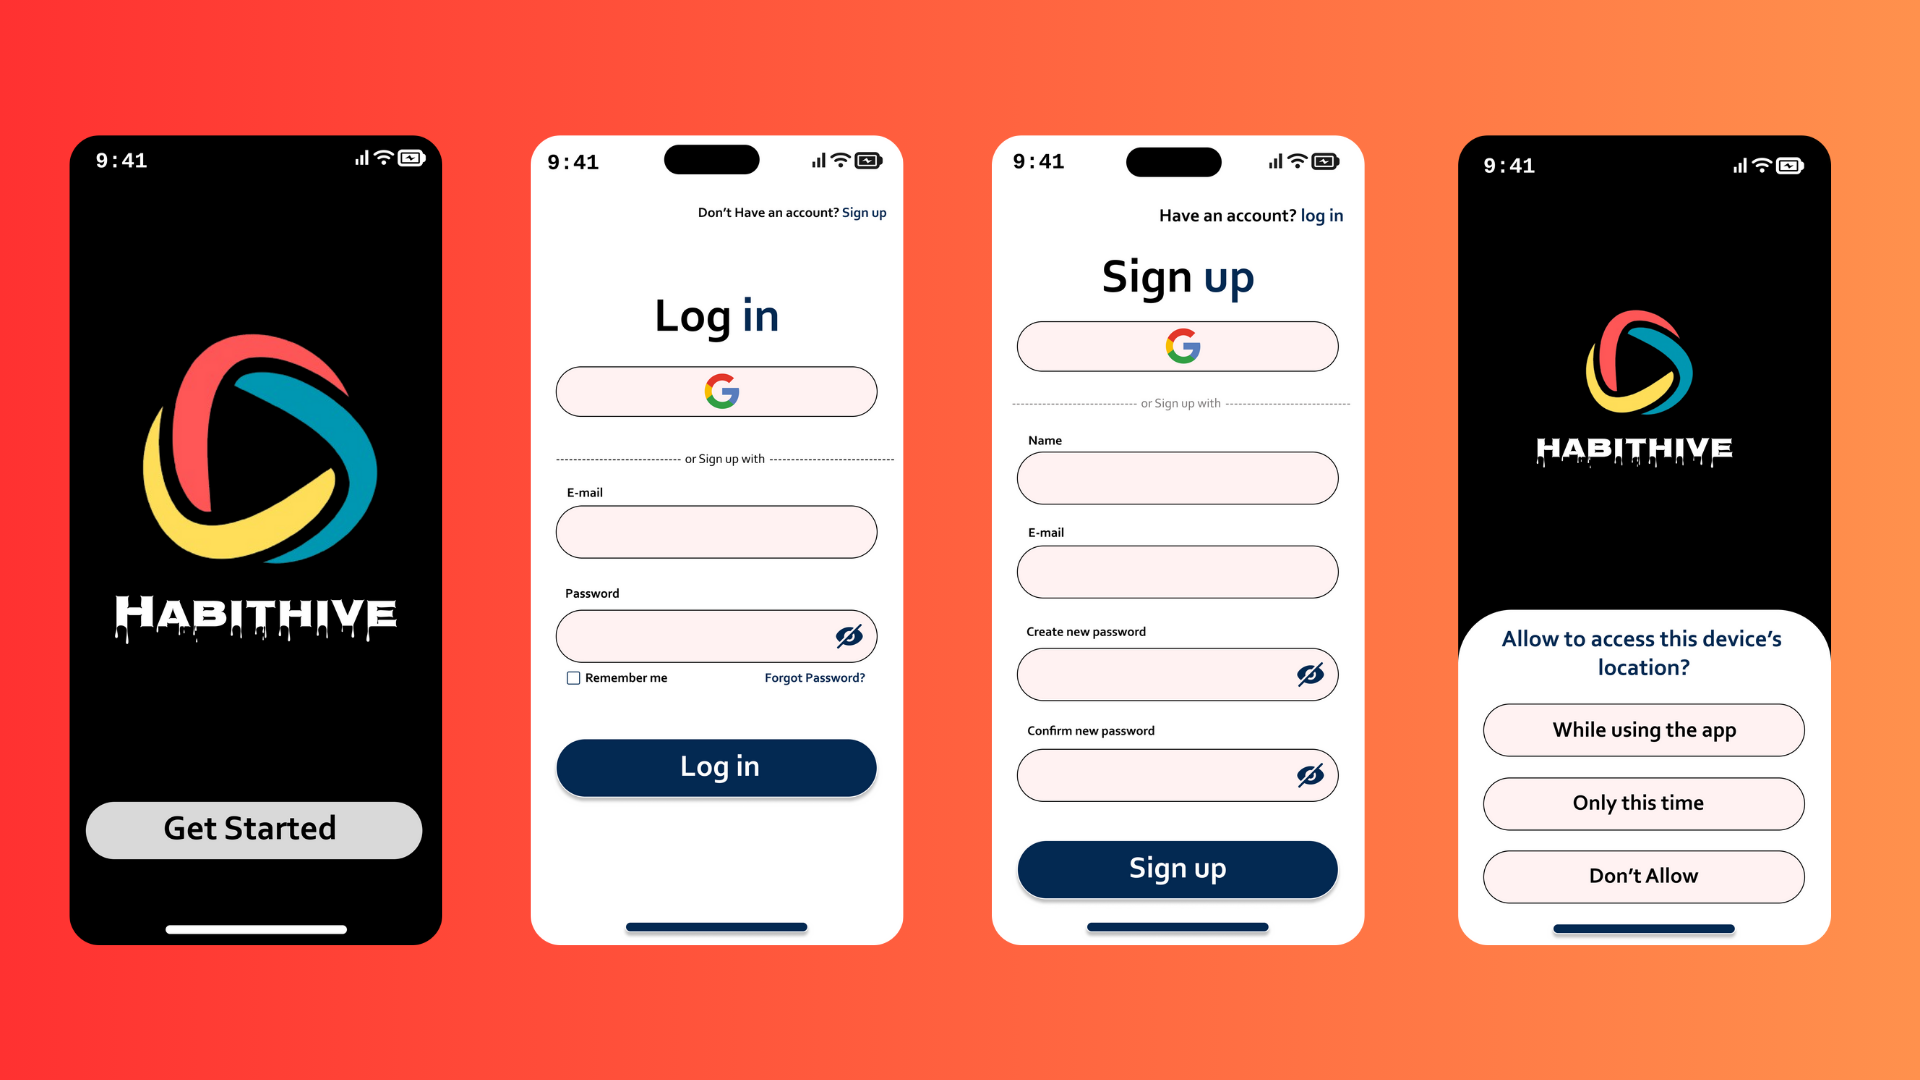 9:41
HABITHIVE
Get Started
9:41
Don't Have an account? Sign up
Log in
or Sign up with
E-mail
Password
Remember me Forgot Password?
Log in
9:41
Have an account? log in
Sign up
or Sign up with
Name
E-mail
Create new password
Confirm new password
Sign up
9:41
HABITHIVE
Allow to access this device's
location?
While using the app
Only this time
Don't Allow